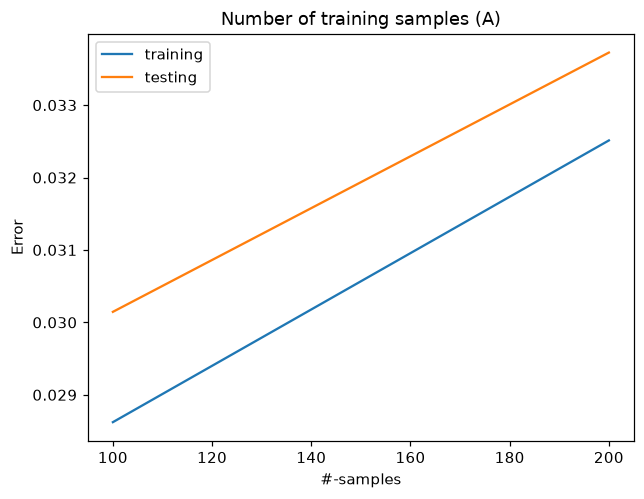 Number of training samples (A)
training
testing
0.033
0.032
0.031
0.030
0.029
Error
100 120 140 160 180 200
#-samples